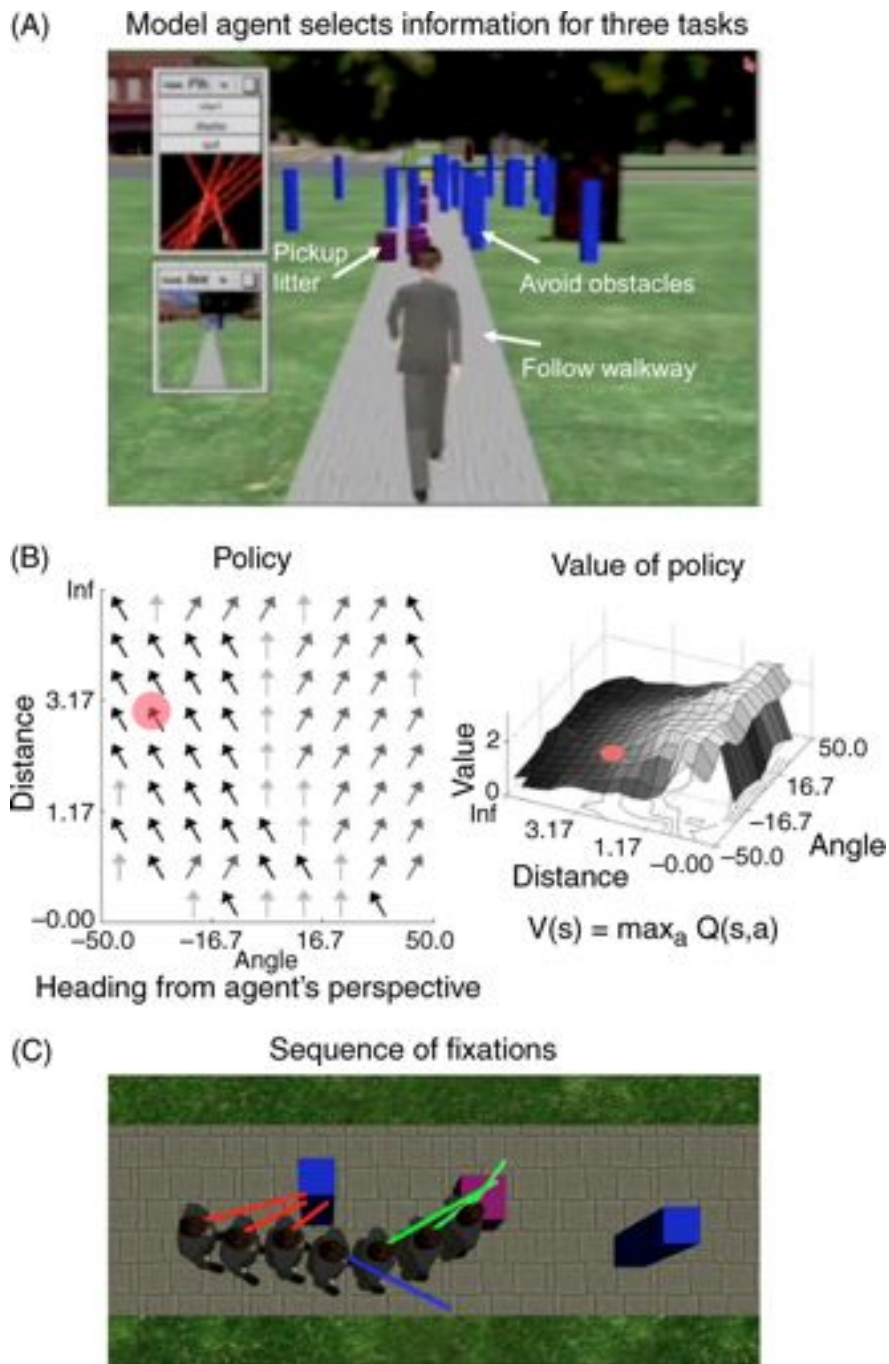 (A) Model agent selects information for three tasks
Pickup
litter
Avoid obstacles
Follow walkway
(B) Policy
Inf
3.17
1.17
−0.00
Distance
−50.0 −16.7 16.7 50.0
Angle
Heading from agent's perspective
Value of policy
Value
2
0
Inf
3.17
1.17
−0.00
Distance
50.0
16.7
−16.7
−50.0
Angle
V(s) = maxₐ Q(s,a)
(C) Sequence of fixations